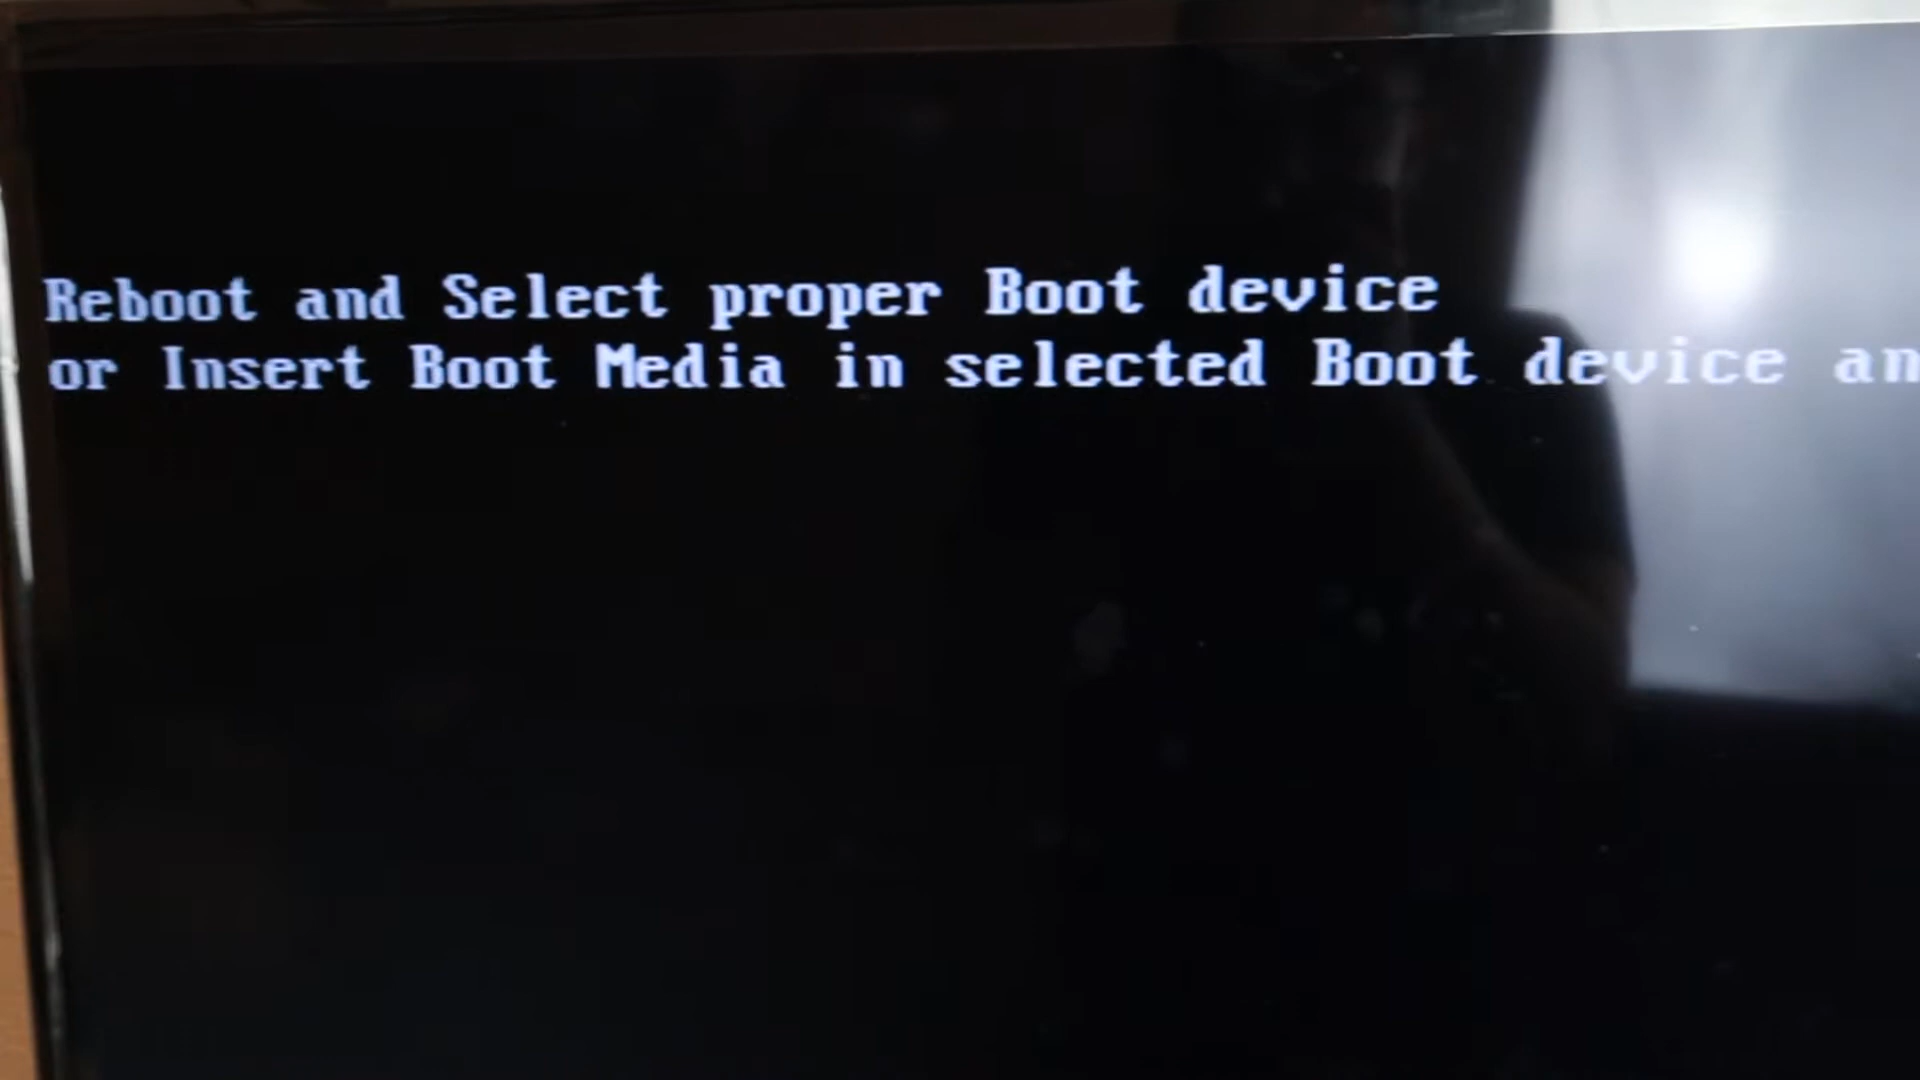 Reboot and Select proper Boot device
or Insert Boot Media in selected Boot device an